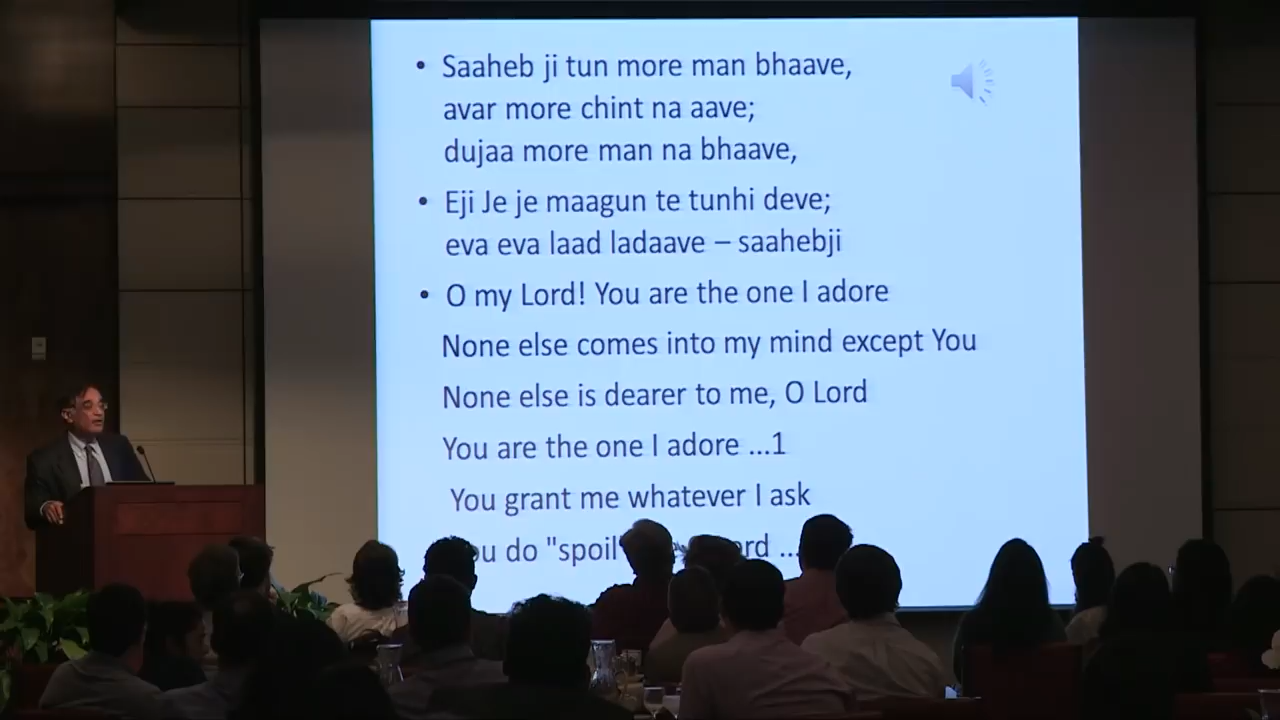 • Saaheb ji tun more man bhaave,
avar more chint na aave;
dujaa more man na bhaave,
• Eji Je je maagun te tunhi deve;
eva eva laad ladaave – saahebji
• O my Lord! You are the one I adore
None else comes into my mind except You
None else is dearer to me, O Lord
You are the one I adore ...1
You grant me whatever I ask
do "spoil"